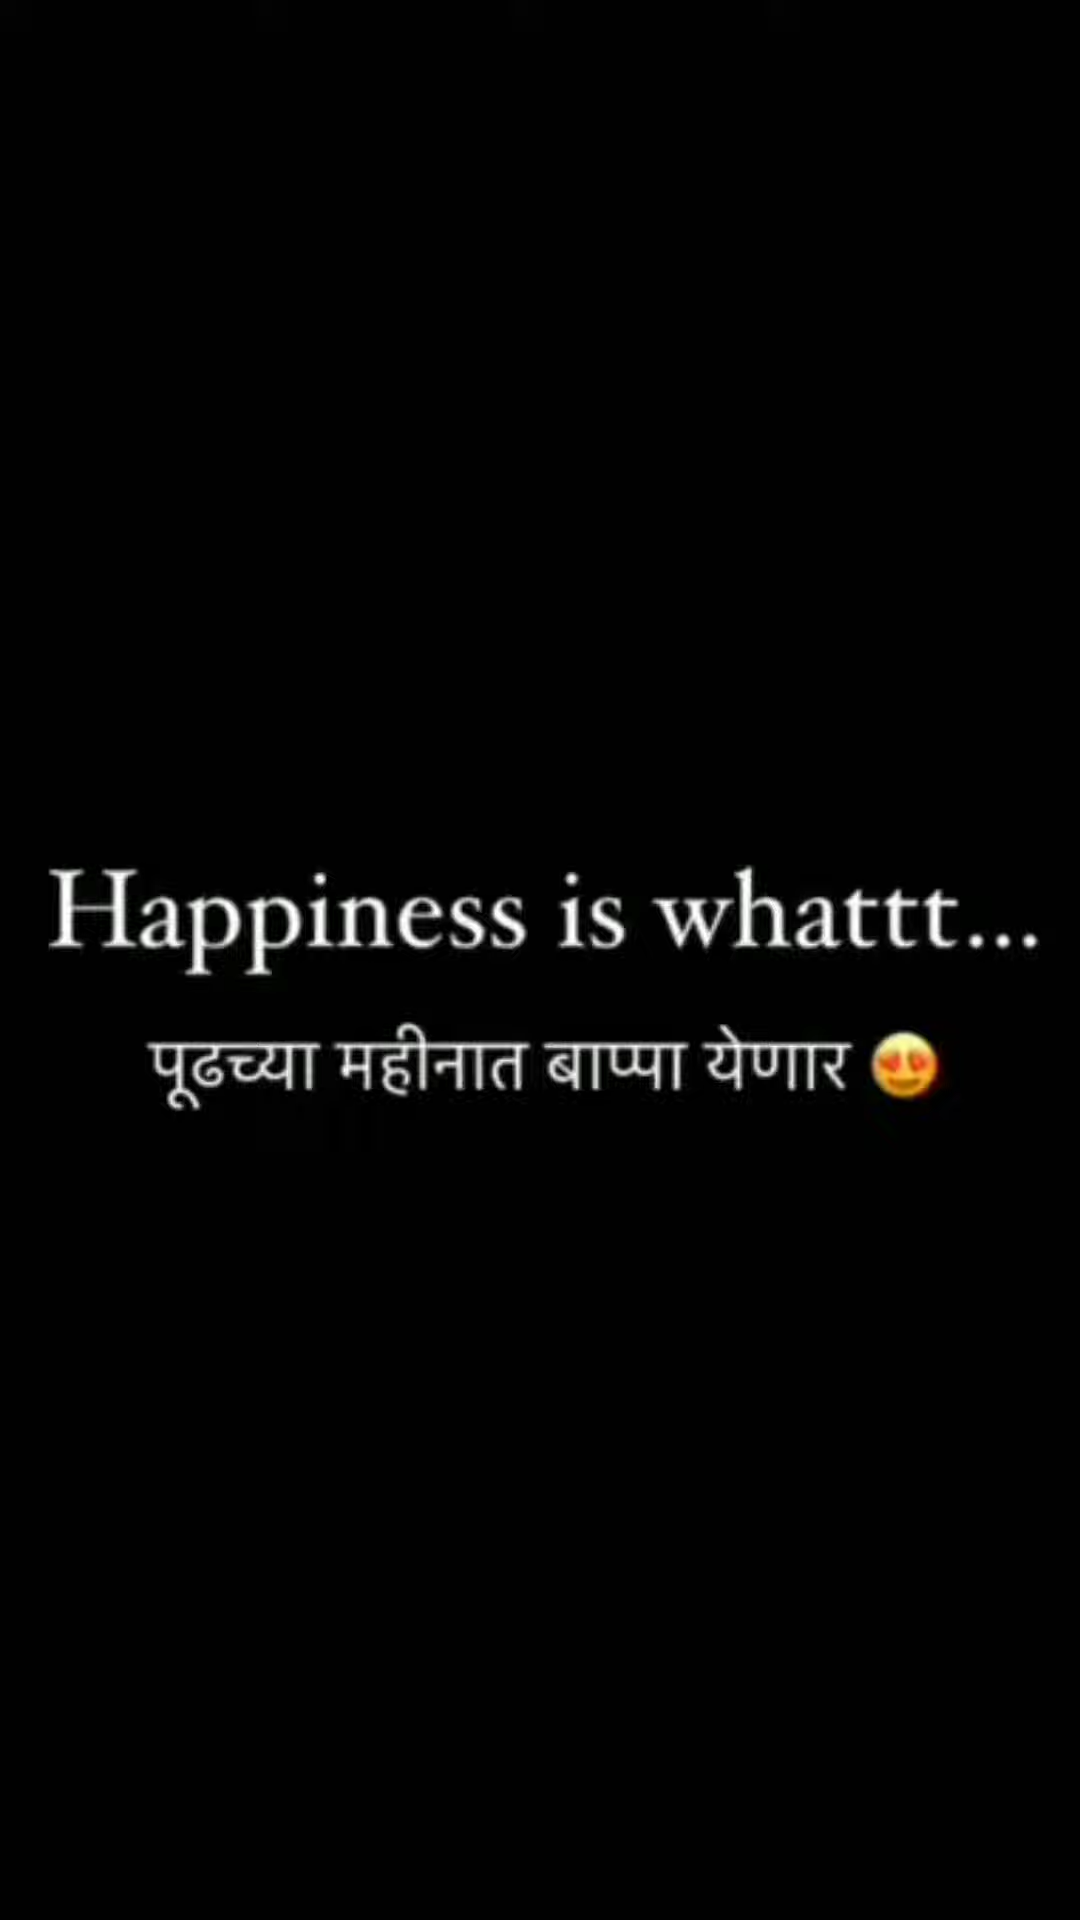 Happiness is whattt...
पूढच्या महीनात बाप्पा येणार 😍